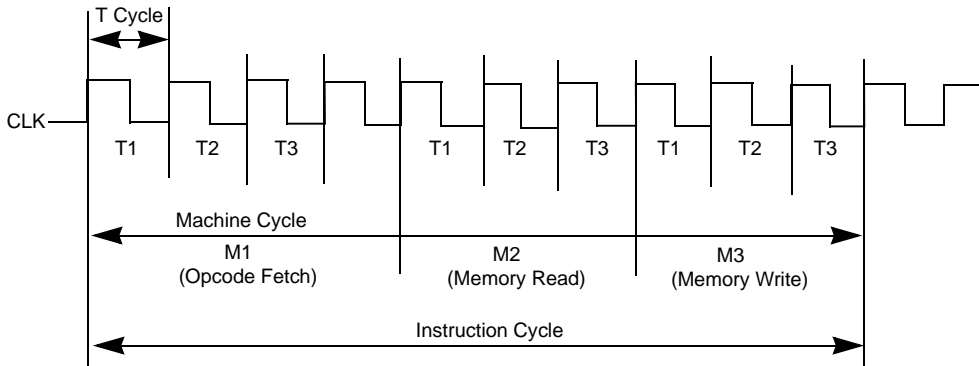 T Cycle
CLK
T1 T2 T3 T1 T2 T3 T1 T2 T3
Machine Cycle
M1 M2 M3
(Opcode Fetch) (Memory Read) (Memory Write)
Instruction Cycle